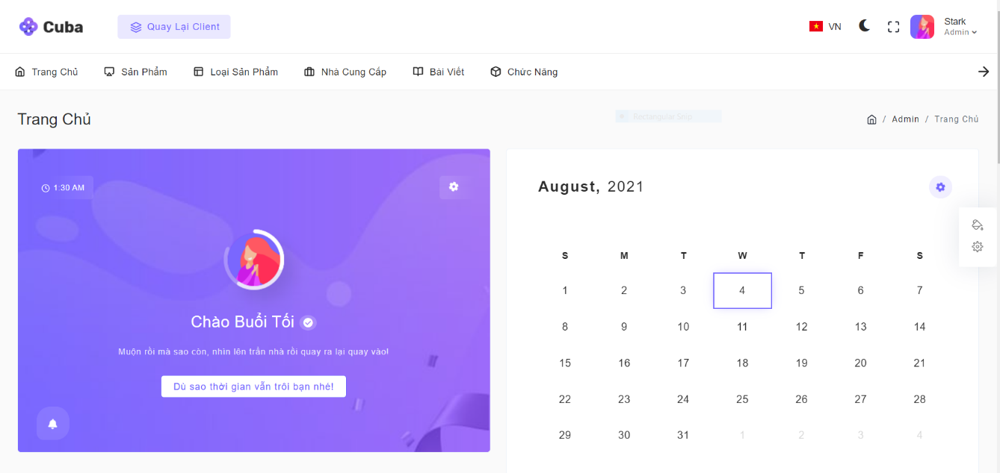 Cuba
Quay Lại Client
VN
Stark
Admin
Trang Chủ
Sản Phẩm
Loại Sản Phẩm
Nhà Cung Cấp
Bài Viết
Chức Năng
Trang Chủ
Rectangular Snip
/ Admin / Trang Chủ
1:30 AM
Chào Buổi Tối
Muộn rồi mà sao còn, nhìn lên trần nhà rồi quay ra lại quay vào!
Dù sao thời gian vẫn trôi bạn nhé!
August, 2021
S M T W T F S
1 2 3 4 5 6 7
8 9 10 11 12 13 14
15 16 17 18 19 20 21
22 23 24 25 26 27 28
29 30 31 1 2 3 4